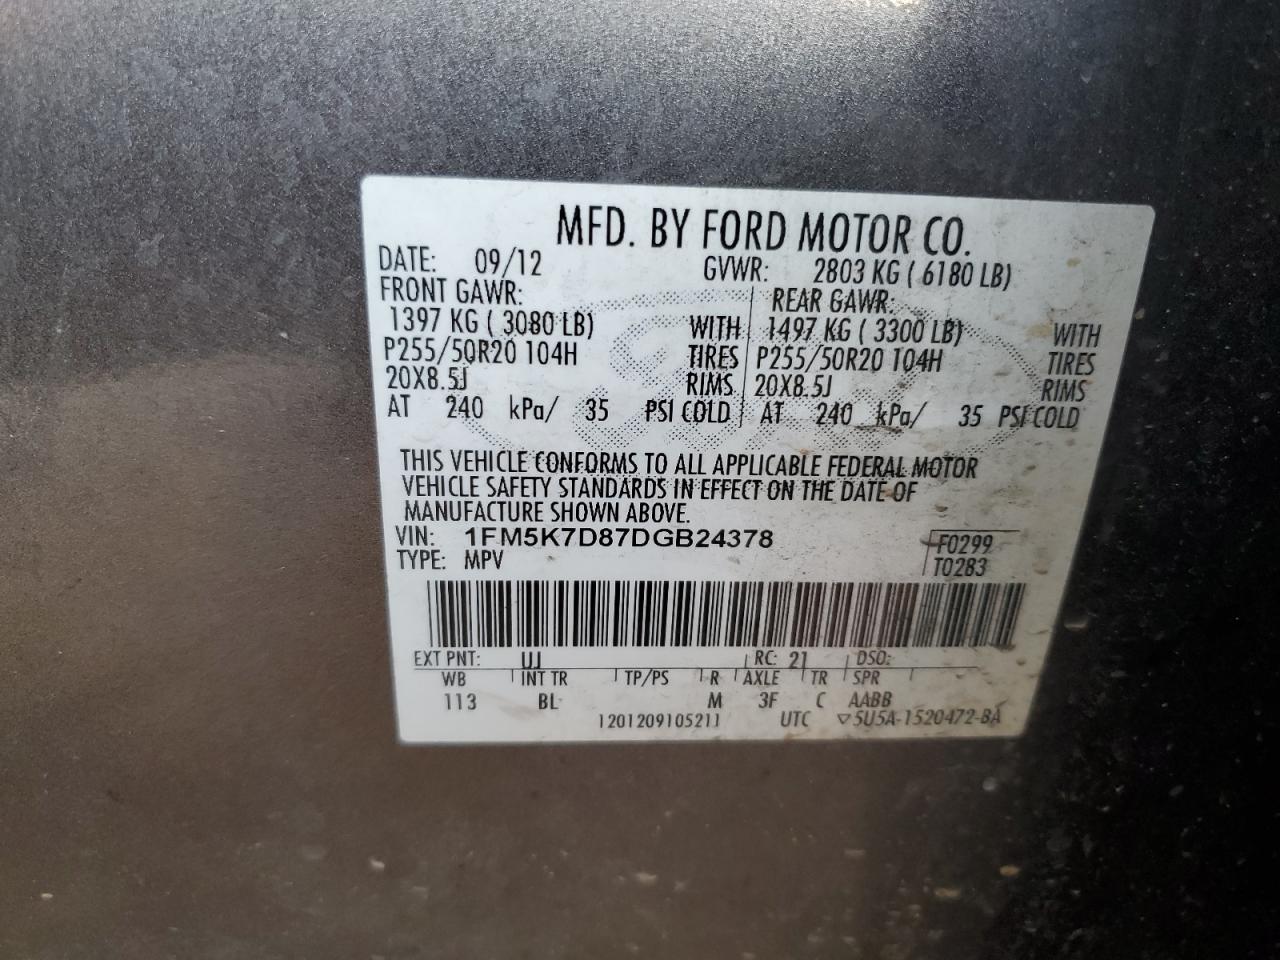 MFD. BY FORD MOTOR CO.
DATE: 09/12 GVWR: 2803 KG ( 6180 LB)
FRONT GAWR: REAR GAWR:
1397 KG ( 3080 LB) WITH 1497 KG ( 3300 LB) WITH
P255/50R20 104H TIRES P255/50R20 104H TIRES
20X8.5J RIMS 20X8.5J RIMS
AT 240 kPa/ 35 PSI COLD AT 240 kPa/ 35 PSI COLD
THIS VEHICLE CONFORMS TO ALL APPLICABLE FEDERAL MOTOR
VEHICLE SAFETY STANDARDS IN EFFECT ON THE DATE OF
MANUFACTURE SHOWN ABOVE.
VIN: 1FM5K7D87DGB24378 F0299
TYPE: MPV T0283
EXT PNT: UJ RC: 21 DSO:
WB INT TR TP/PS R AXLE TR SPR
113 BL M 3F C AABB
1201209105211 UTC ▽5U5A-1520472-BA